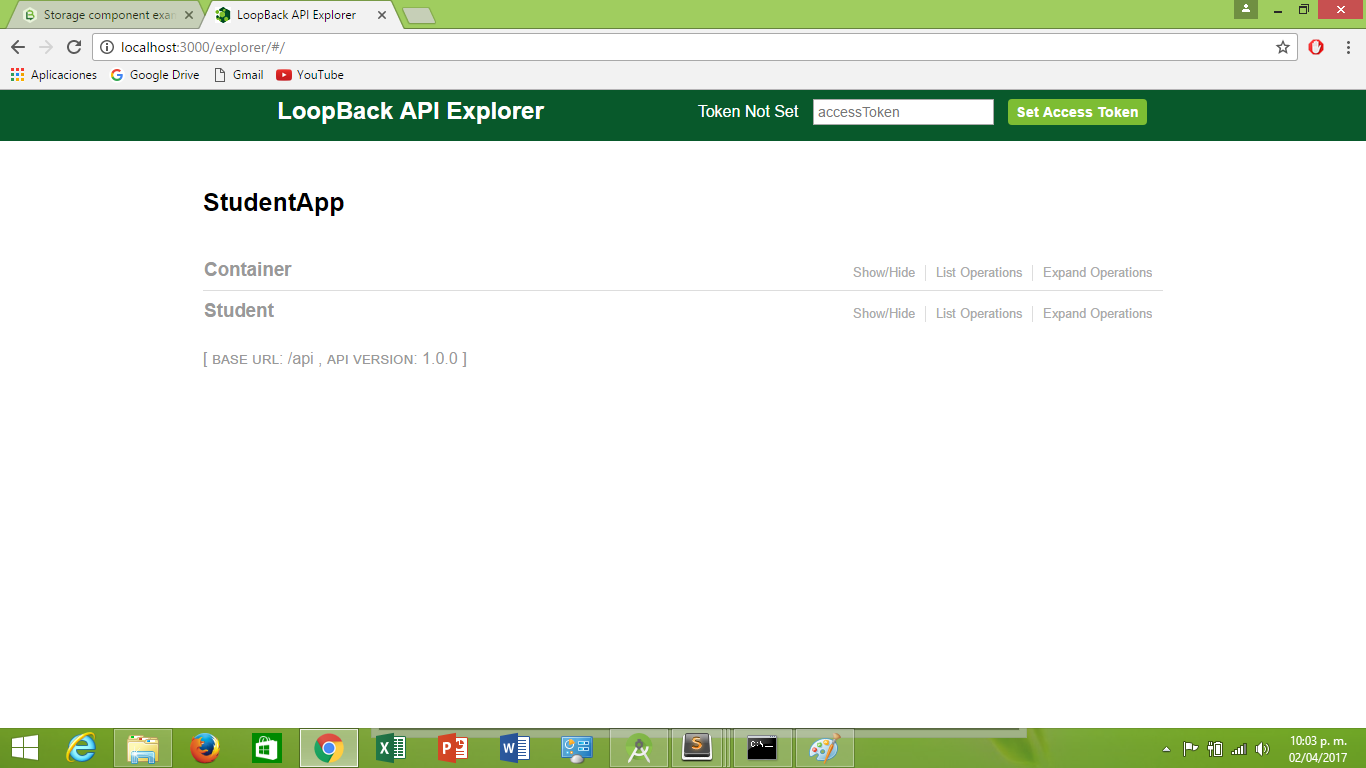 Storage component exa
LoopBack API Explorer
localhost:3000/explorer/#/
Aplicaciones
Google Drive
Gmail
YouTube
LoopBack API Explorer
Token Not Set
accessToken
Set Access Token
StudentApp
Container
Show/Hide
List Operations
Expand Operations
Student
Show/Hide
List Operations
Expand Operations
[ BASE URL: /api , API VERSION: 1.0.0 ]
10:03 p. m.
02/04/2017